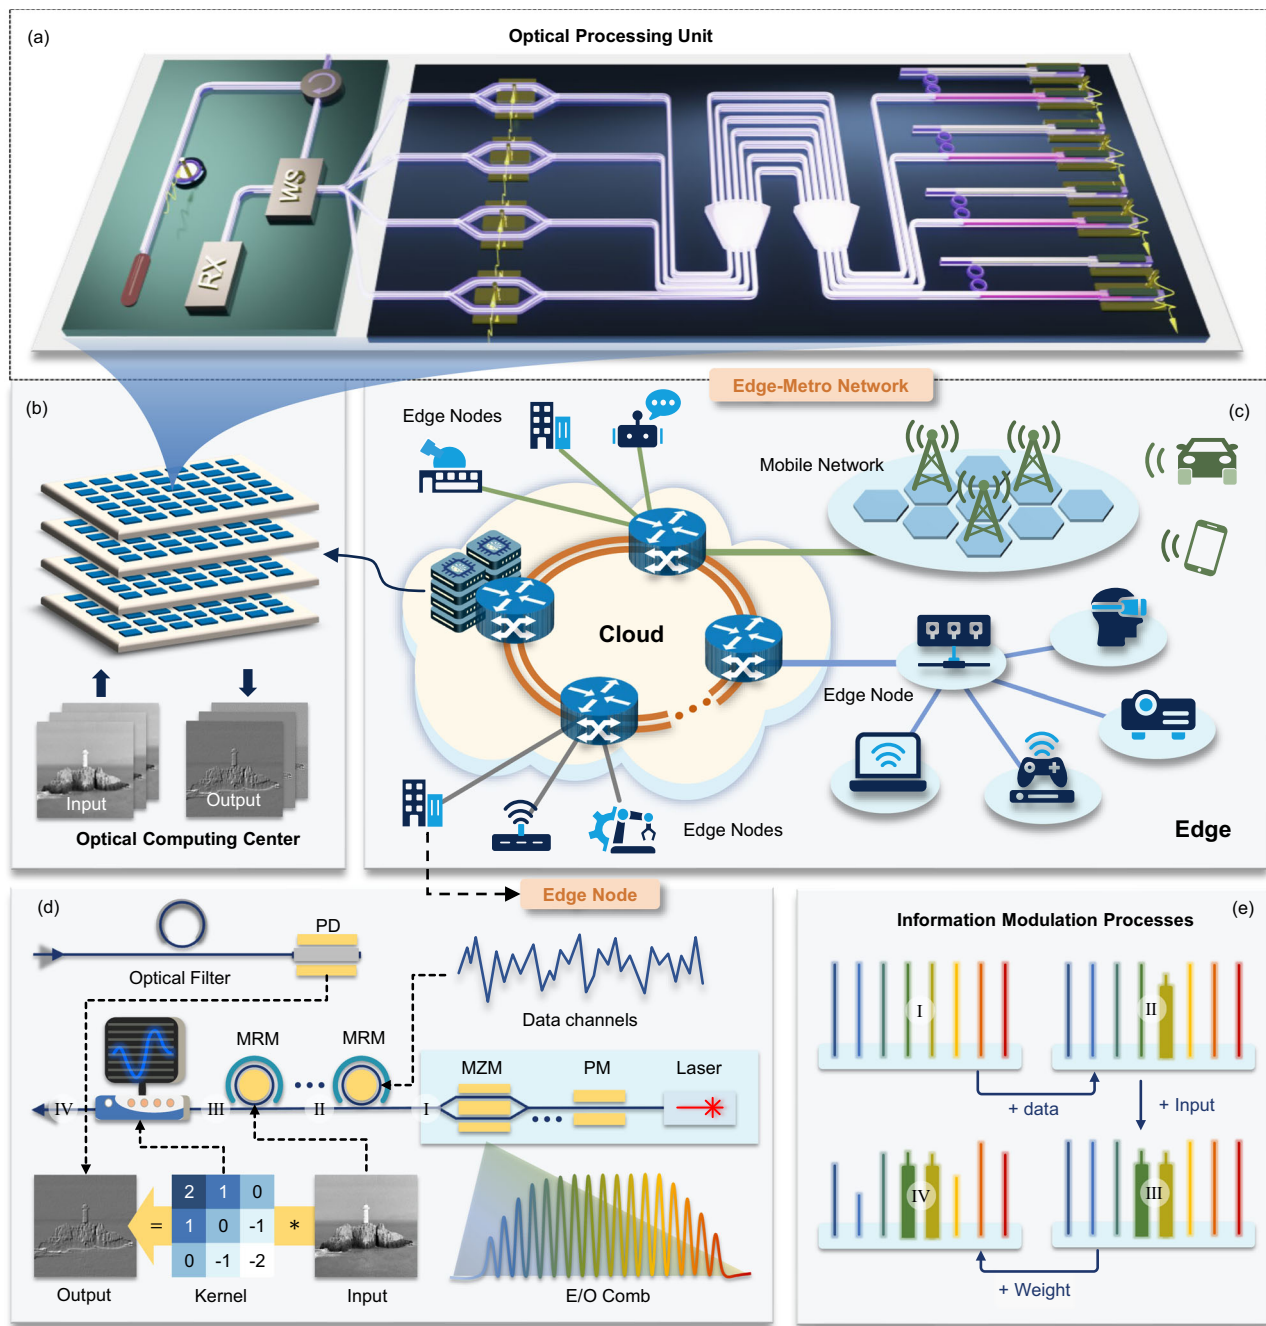 (a)
Optical Processing Unit
WS
RX
(b)
Input
Output
Optical Computing Center
Edge-Metro Network
(c)
Edge Nodes
Mobile Network
Cloud
Edge Node
Edge Nodes
Edge
(d)
Edge Node
PD
Optical Filter
Data channels
MRM
MRM
MZM
PM
Laser
IV
III
II
I
2 1 0
1 0 -1
0 -1 -2
=
*
Output
Kernel
Input
E/O Comb
(e)
Information Modulation Processes
I
II
+ data
+ Input
IV
III
+ Weight